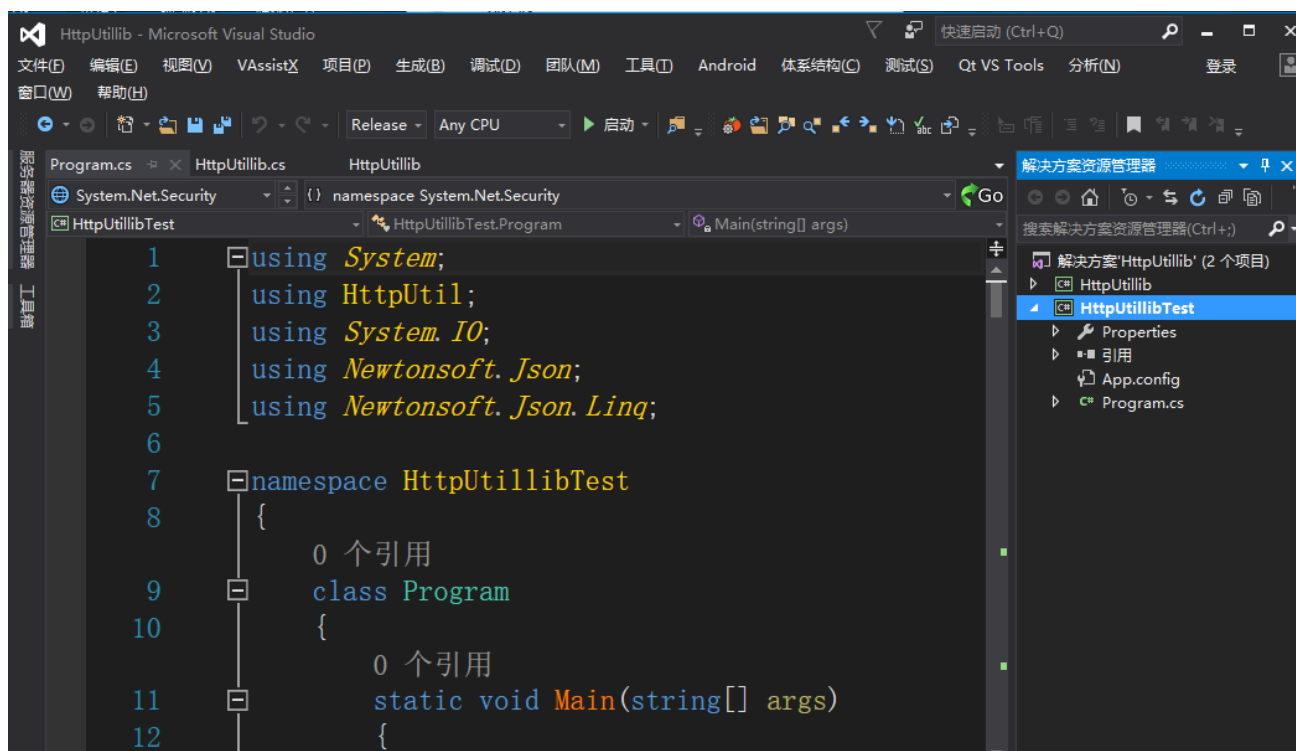 HttpUtillib - Microsoft Visual Studio
快速启动 (Ctrl+Q)
文件(F) 编辑(E) 视图(V) VAssistX 项目(P) 生成(B) 调试(D) 团队(M) 工具(T) Android 体系结构(C) 测试(S) Qt VS Tools 分析(N) 登录
窗口(W) 帮助(H)
Release Any CPU 启动
服务器资源管理器
工具箱
Program.cs HttpUtillib.cs HttpUtillib
System.Net.Security {} namespace System.Net.Security Go
HttpUtillibTest HttpUtillibTest.Program Main(string[] args)
1 using System;
2 using HttpUtil;
3 using System.IO;
4 using Newtonsoft.Json;
5 using Newtonsoft.Json.Linq;
6
7 namespace HttpUtillibTest
8 {
0 个引用
9 class Program
10 {
0 个引用
11 static void Main(string[] args)
12 {
解决方案资源管理器
搜索解决方案资源管理器(Ctrl+;)
解决方案'HttpUtillib' (2 个项目)
C# HttpUtillib
C# HttpUtillibTest
Properties
引用
App.config
C# Program.cs